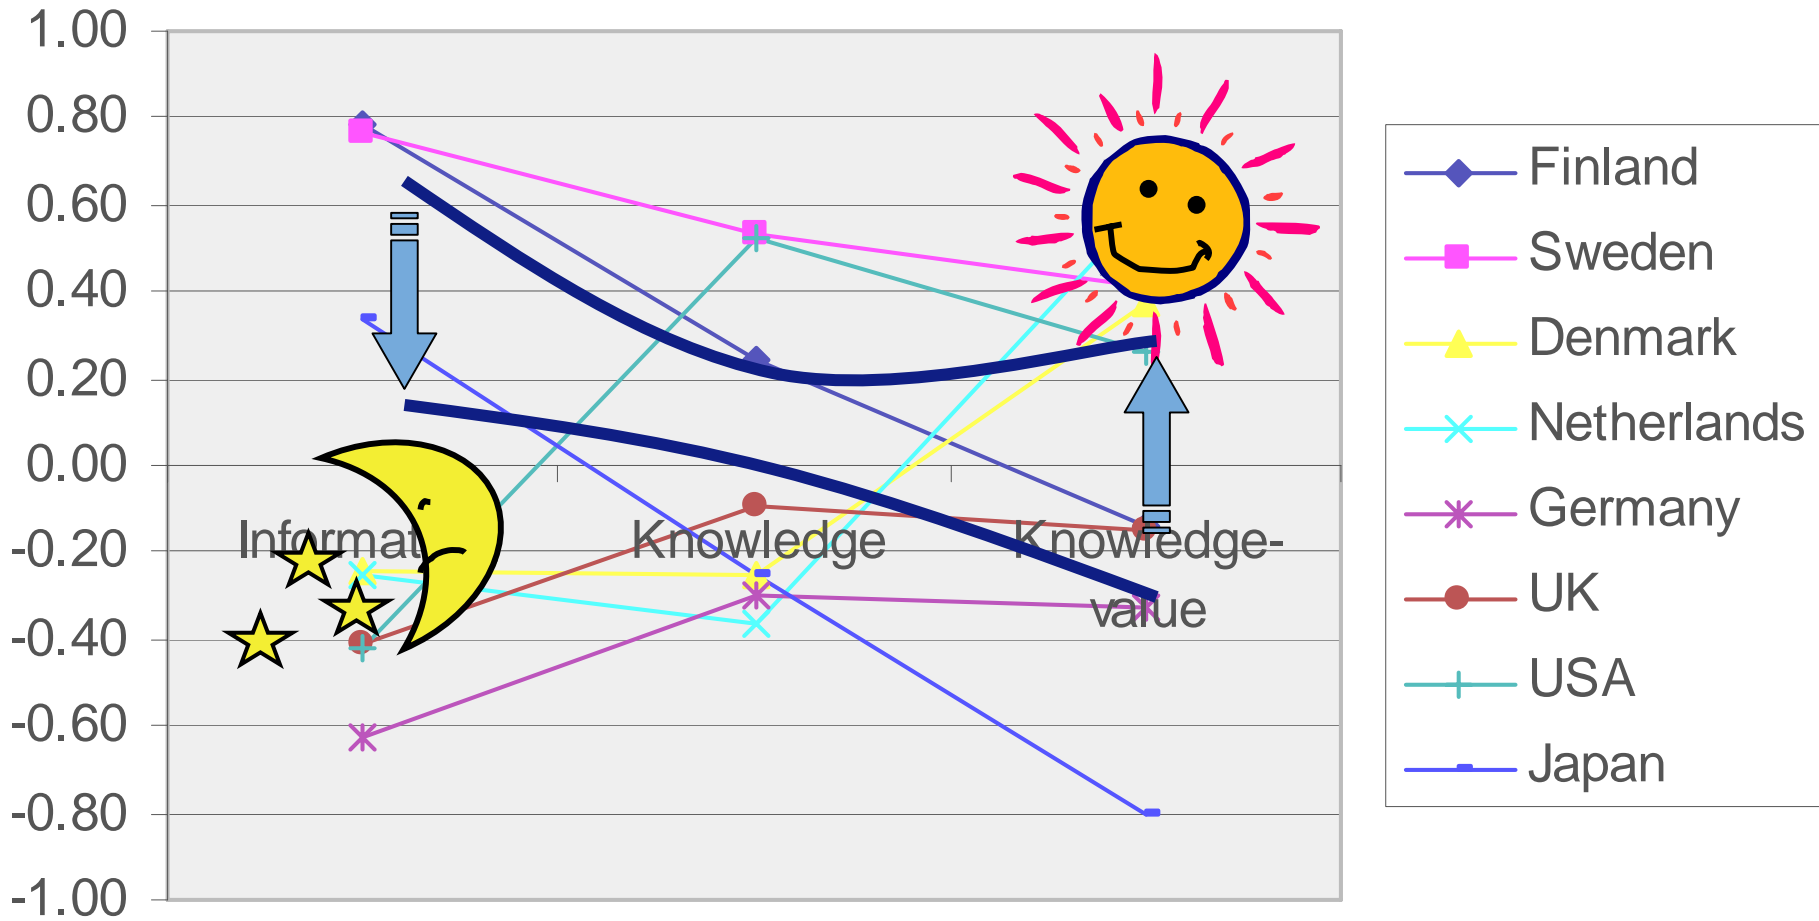 1.00
0.80
0.60
0.40
0.20
0.00
-0.20
-0.40
-0.60
-0.80
-1.00
Informat
Knowledge
Knowledge-
value
Finland
Sweden
Denmark
Netherlands
Germany
UK
USA
Japan